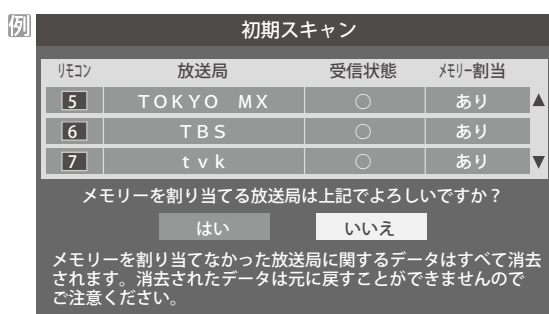 例
初期スキャン
リモコン 放送局 受信状態 メモリー割当
5 TOKYO MX ○ あり ▲
6 TBS ○ あり
7 tvk ○ あり ▼
メモリーを割り当てる放送局は上記でよろしいですか？
はい いいえ
メモリーを割り当てなかった放送局に関するデータはすべて消去
されます。消去されたデータは元に戻すことができませんので
ご注意ください。